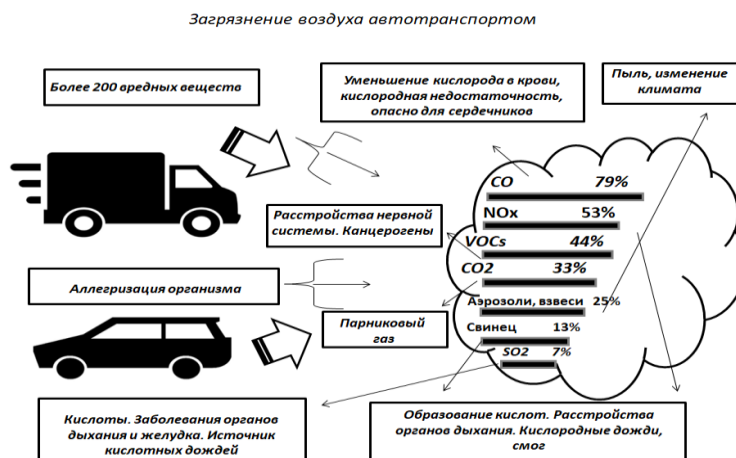 Загрязнение воздуха автотранспортом
Более 200 вредных веществ
Уменьшение кислорода в крови,
кислородная недостаточность,
опасно для сердечников
Пыль, изменение
климата
CO 79%
NOx 53%
VOCs 44%
CO2 33%
Аэрозоли, взвеси 25%
Свинец 13%
SO2 7%
Расстройства нервной
системы. Канцерогены
Аллегризация организма
Парниковый
газ
Кислоты. Заболевания органов
дыхания и желудка. Источник
кислотных дождей
Образование кислот. Расстройства
органов дыхания. Кислородные дожди,
смог